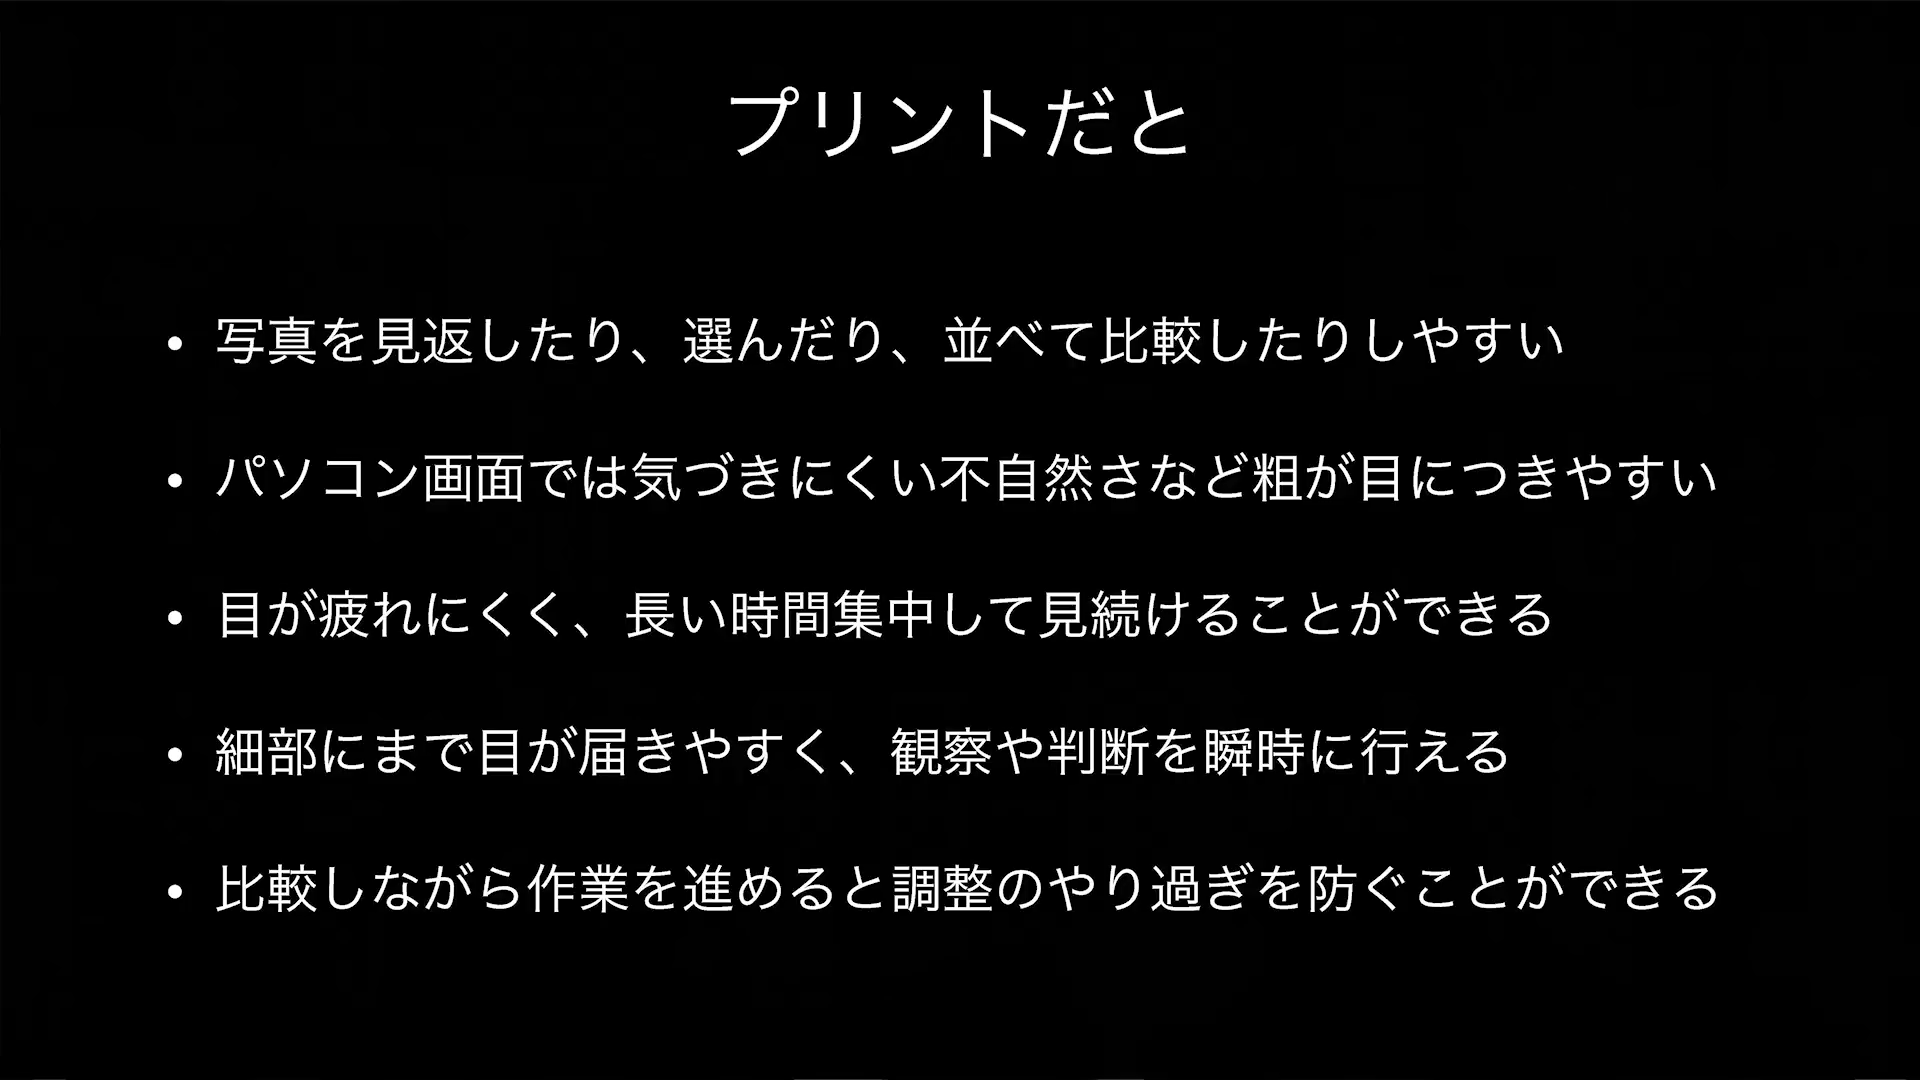 プリントだと
• 写真を見返したり、選んだり、並べて比較したりしやすい
• パソコン画面では気づきにくい不自然さなど粗が目につきやすい
• 目が疲れにくく、長い時間集中して見続けることができる
• 細部にまで目が届きやすく、観察や判断を瞬時に行える
• 比較しながら作業を進めると調整のやり過ぎを防ぐことができる